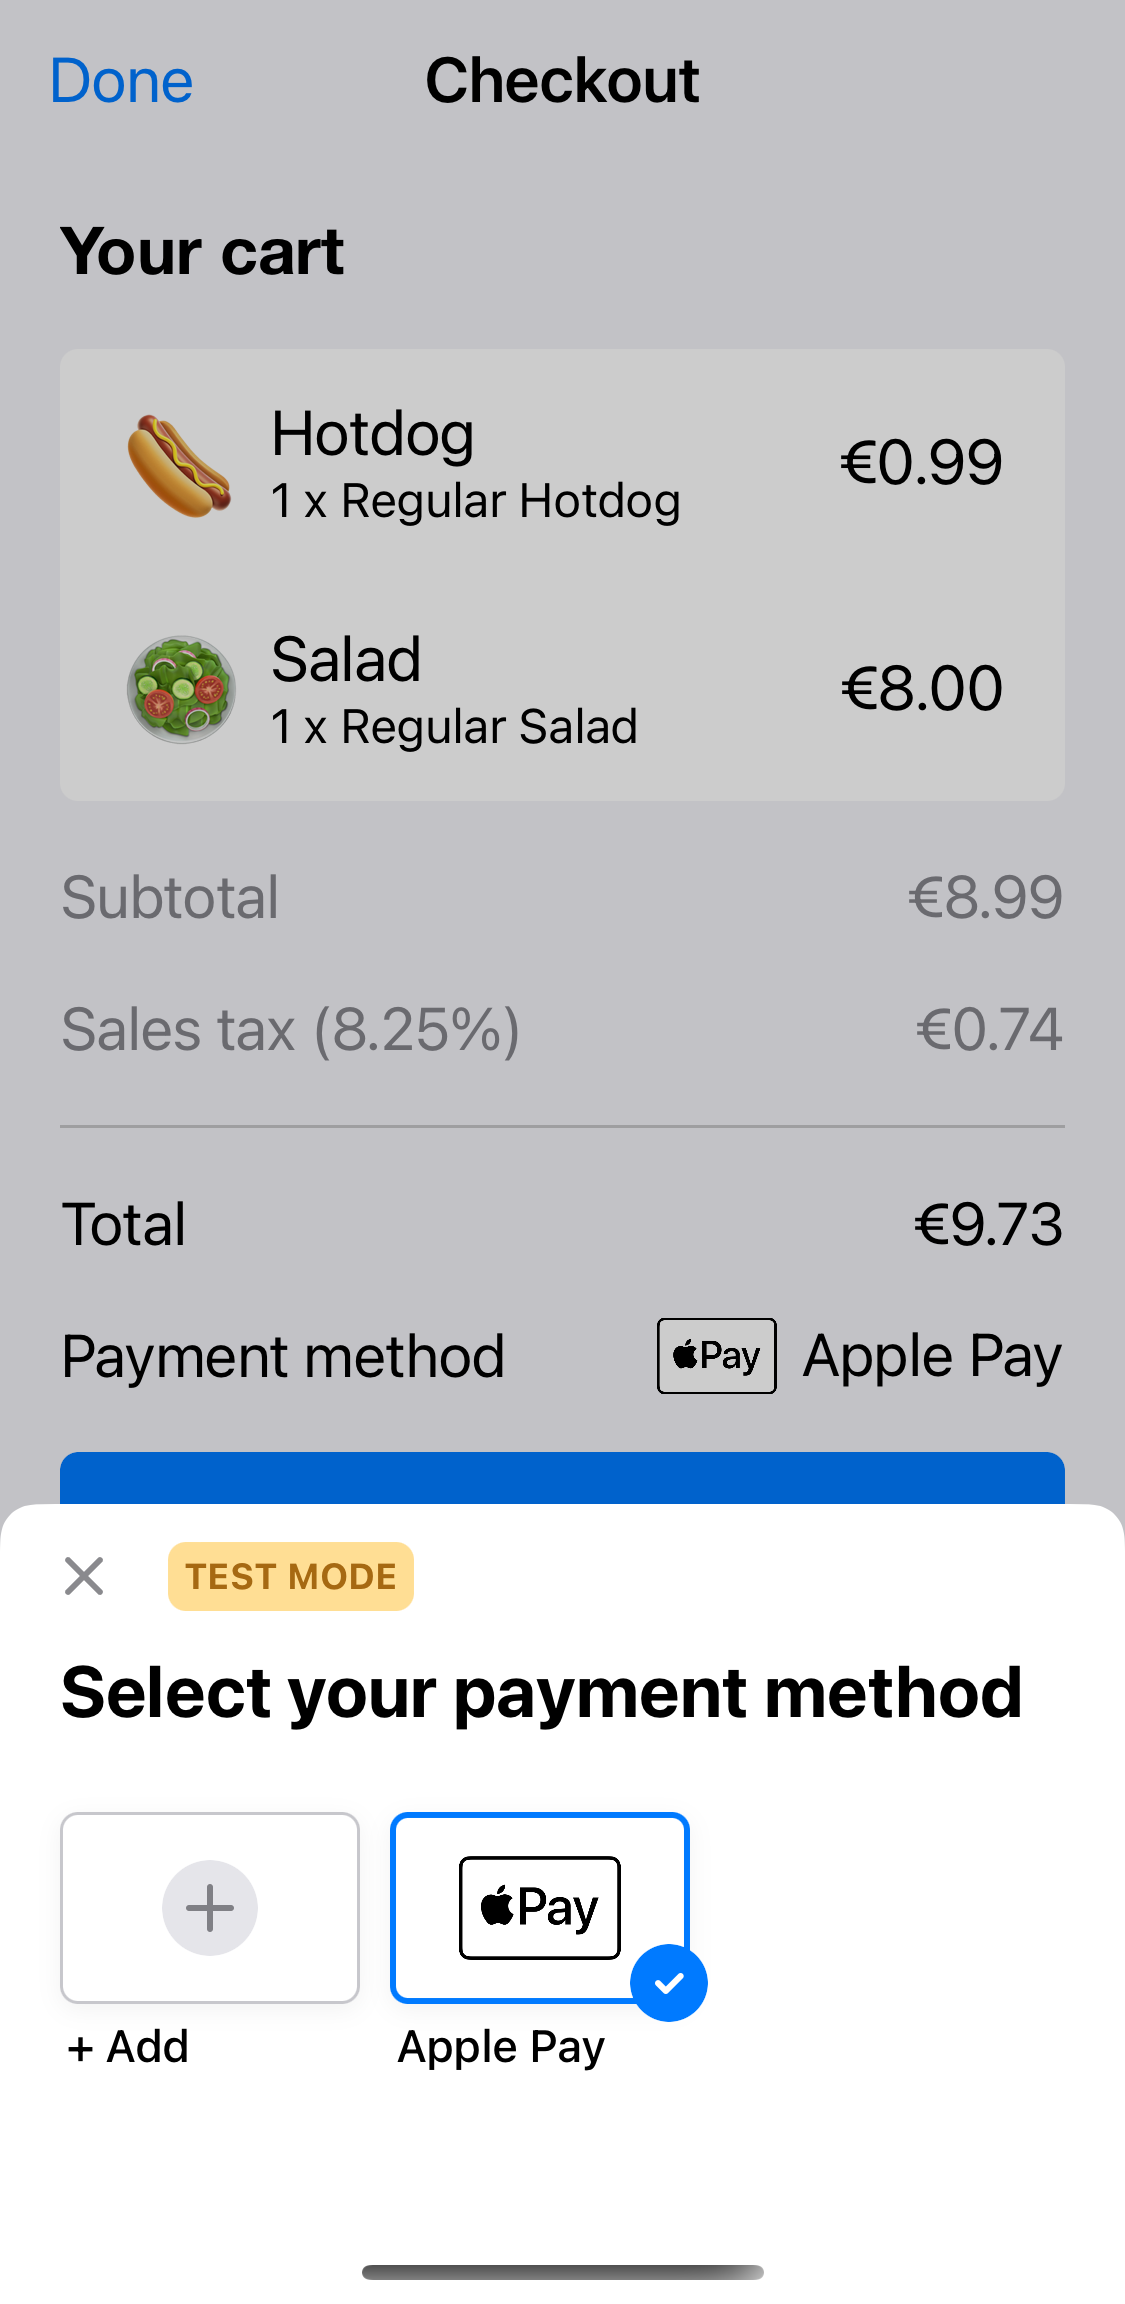 Done
Checkout
Your cart
Hotdog
1 x Regular Hotdog
€0.99
Salad
1 x Regular Salad
€8.00
Subtotal
€8.99
Sales tax (8.25%)
€0.74
Total
€9.73
Payment method
Pay
Apple Pay
TEST MODE
Select your payment method
Pay
+ Add
Apple Pay